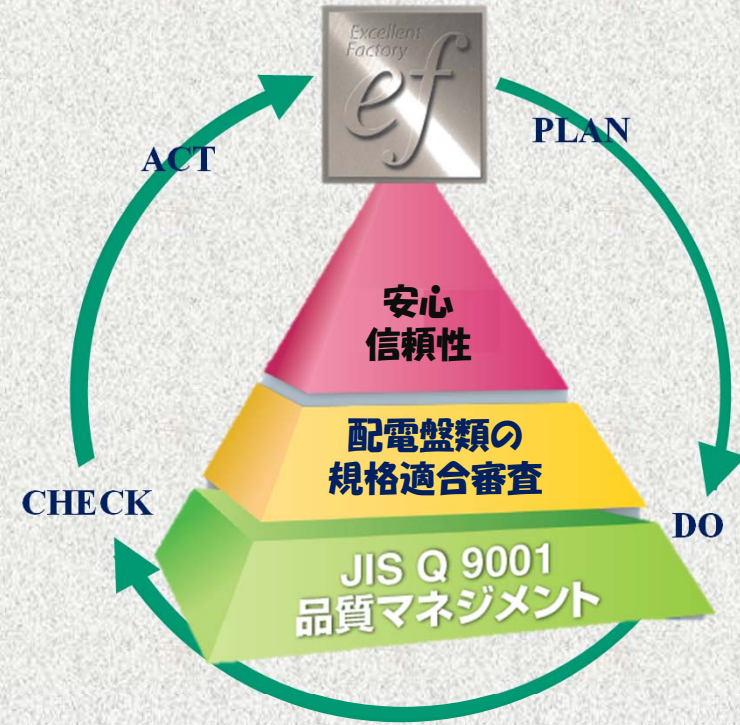 Excellent
Factory
ef
PLAN
ACT
安心
信頼性
配電盤類の
規格適合審査
CHECK
DO
JIS Q 9001
品質マネジメント